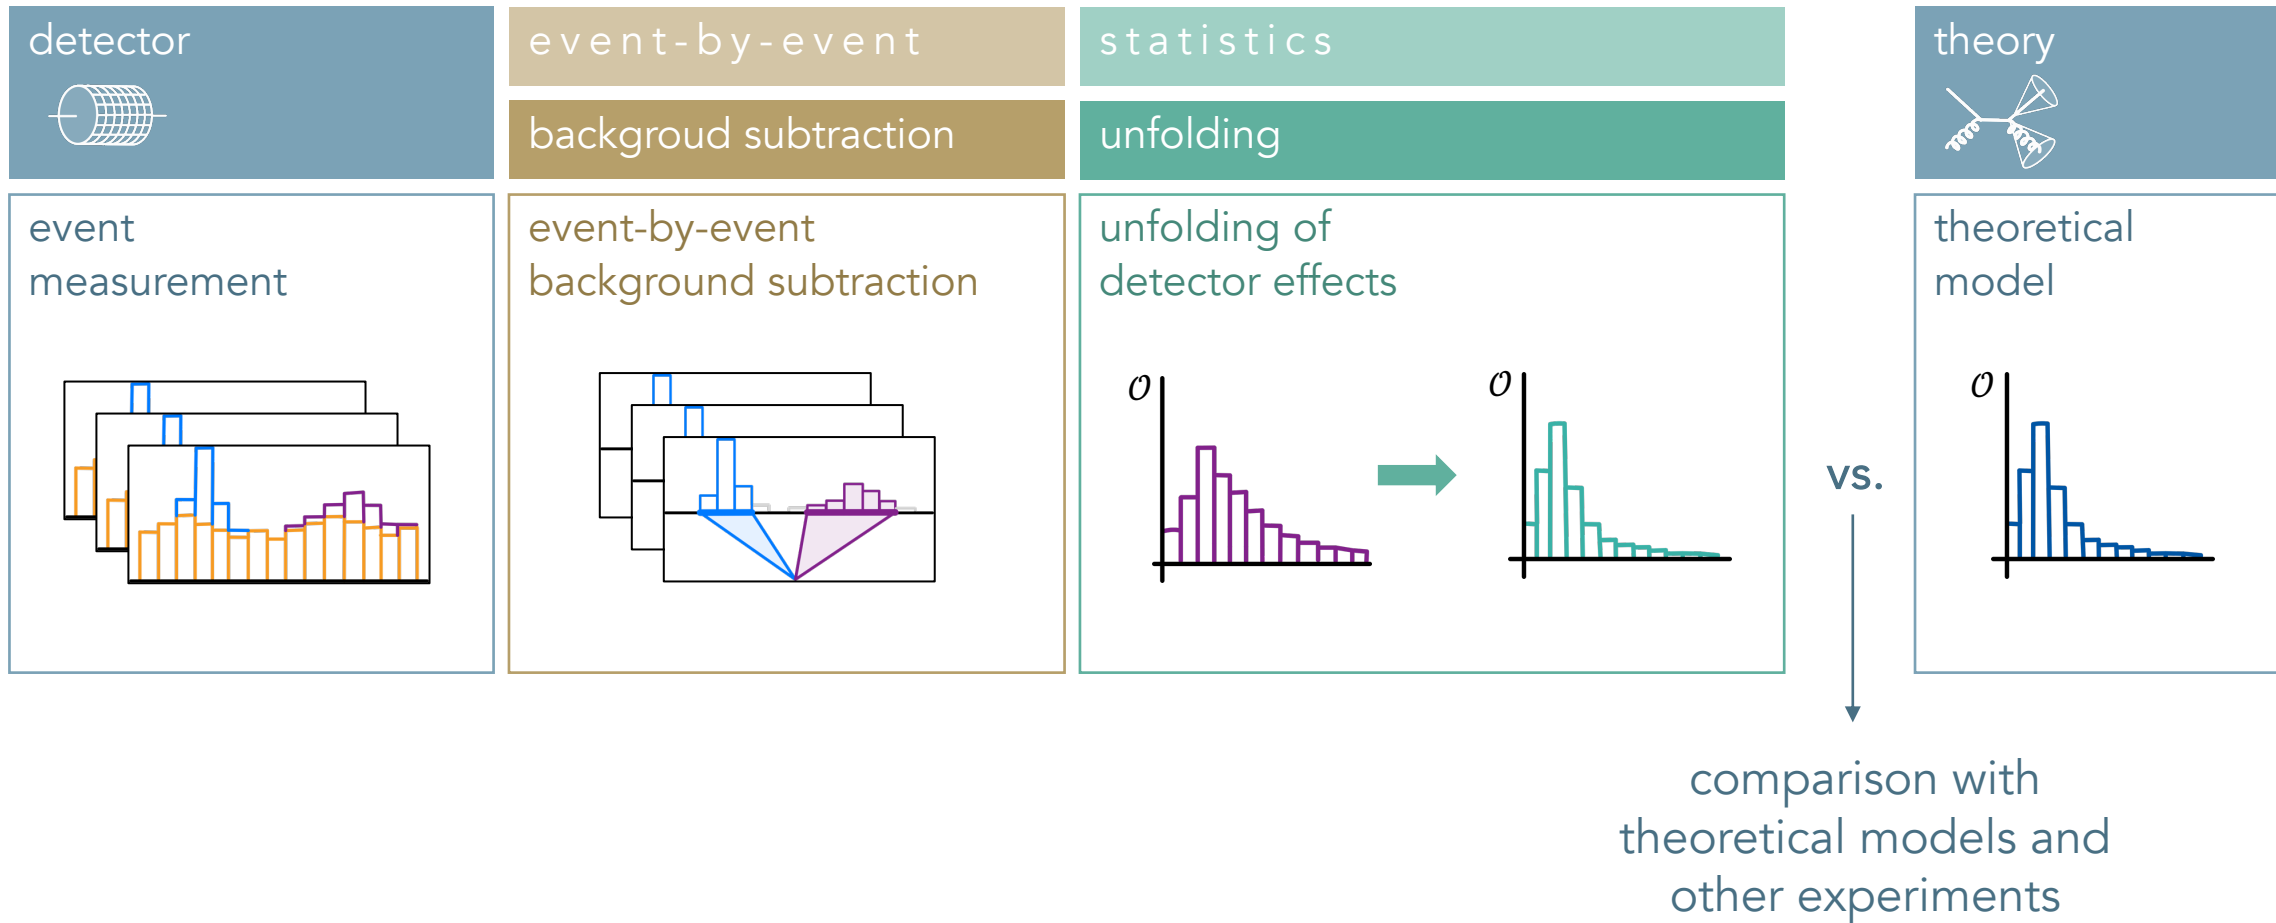 detector
event-by-event
statistics
theory
backgroud subtraction
unfolding
event
measurement
event-by-event
background subtraction
unfolding of
detector effects
theoretical
model
𝒪
𝒪
𝒪
vs.
comparison with
theoretical models and
other experiments